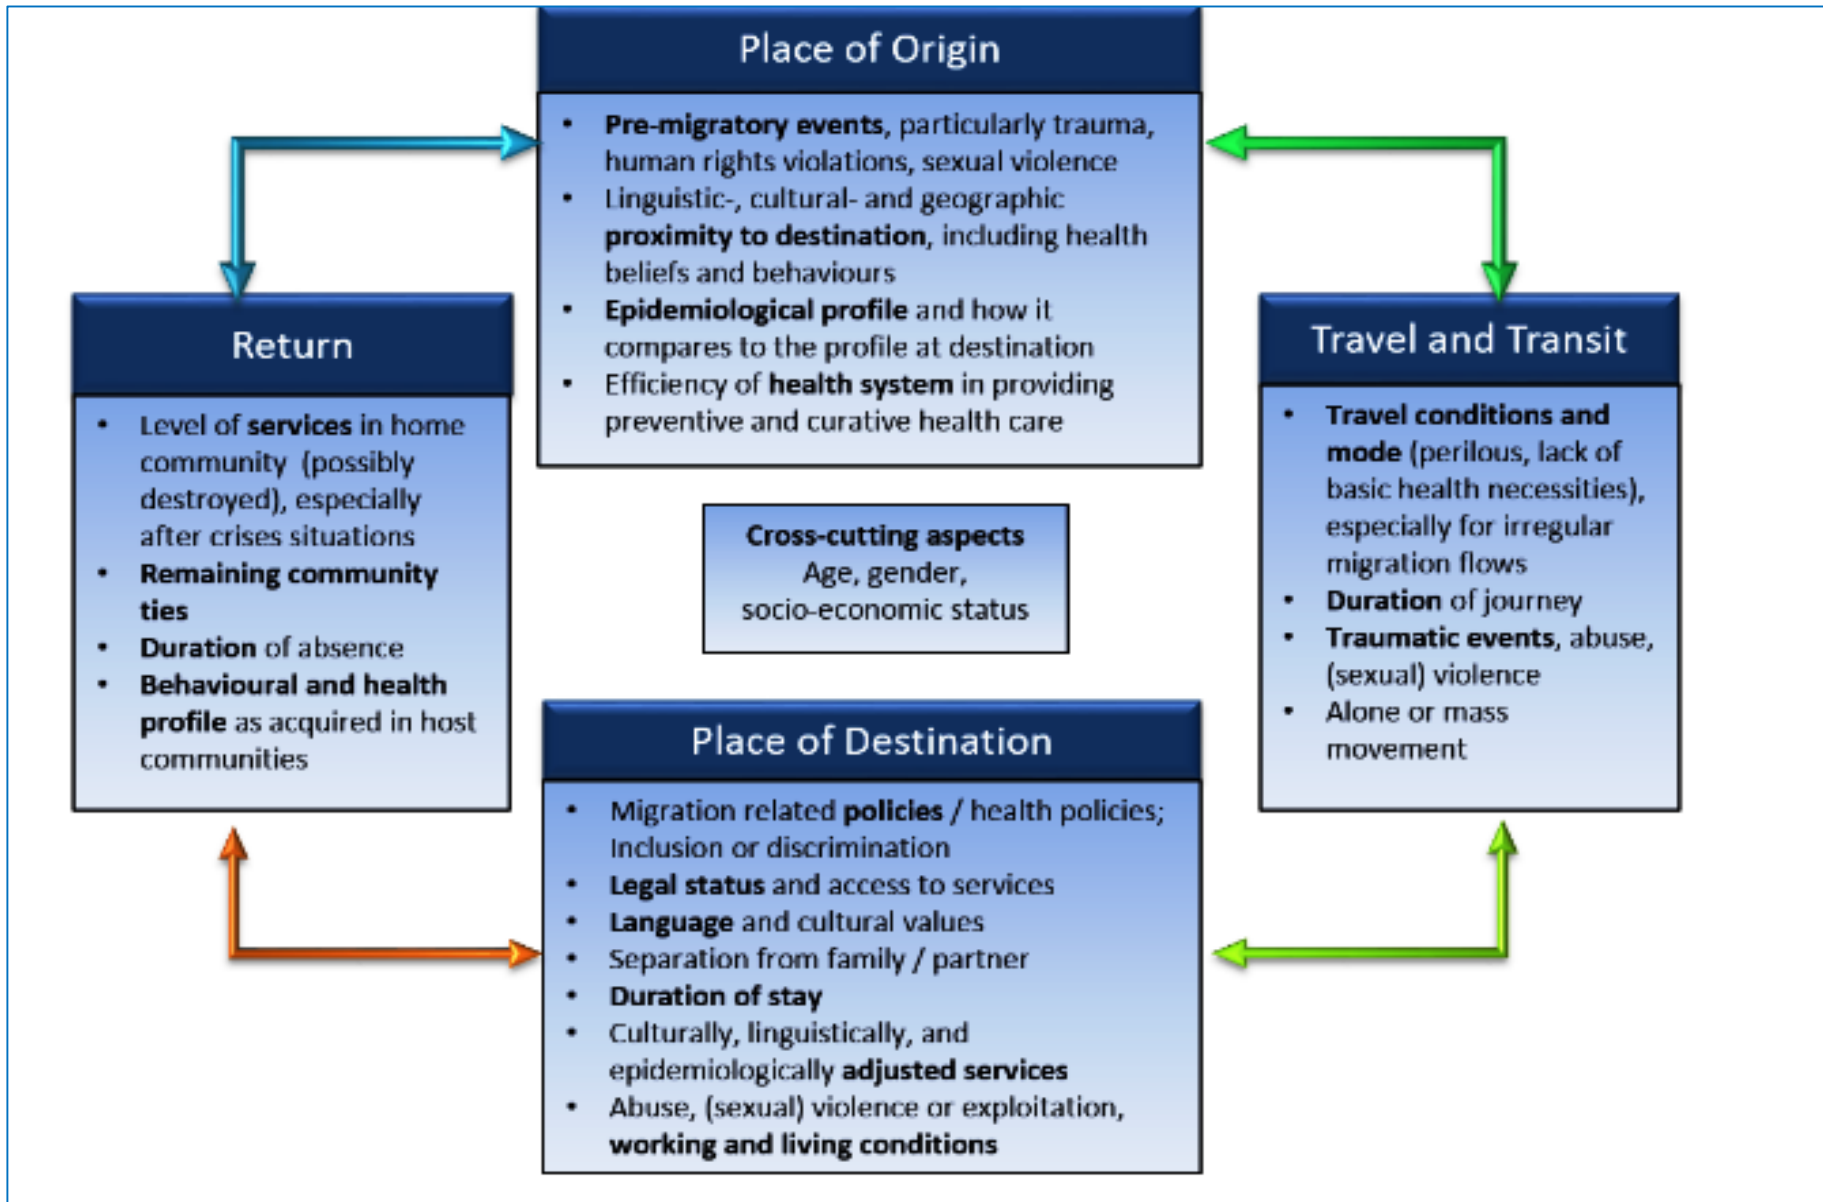 Place of Origin
• Pre-migratory events, particularly trauma,
human rights violations, sexual violence
• Linguistic-, cultural- and geographic
proximity to destination, including health
beliefs and behaviours
• Epidemiological profile and how it
compares to the profile at destination
• Efficiency of health system in providing
preventive and curative health care
Return
• Level of services in home
community (possibly
destroyed), especially
after crises situations
• Remaining community
ties
• Duration of absence
• Behavioural and health
profile as acquired in host
communities
Cross-cutting aspects
Age, gender,
socio-economic status
Travel and Transit
• Travel conditions and
mode (perilous, lack of
basic health necessities),
especially for irregular
migration flows
• Duration of journey
• Traumatic events, abuse,
(sexual) violence
• Alone or mass
movement
Place of Destination
• Migration related policies / health policies;
Inclusion or discrimination
• Legal status and access to services
• Language and cultural values
• Separation from family / partner
• Duration of stay
• Culturally, linguistically, and
epidemiologically adjusted services
• Abuse, (sexual) violence or exploitation,
working and living conditions